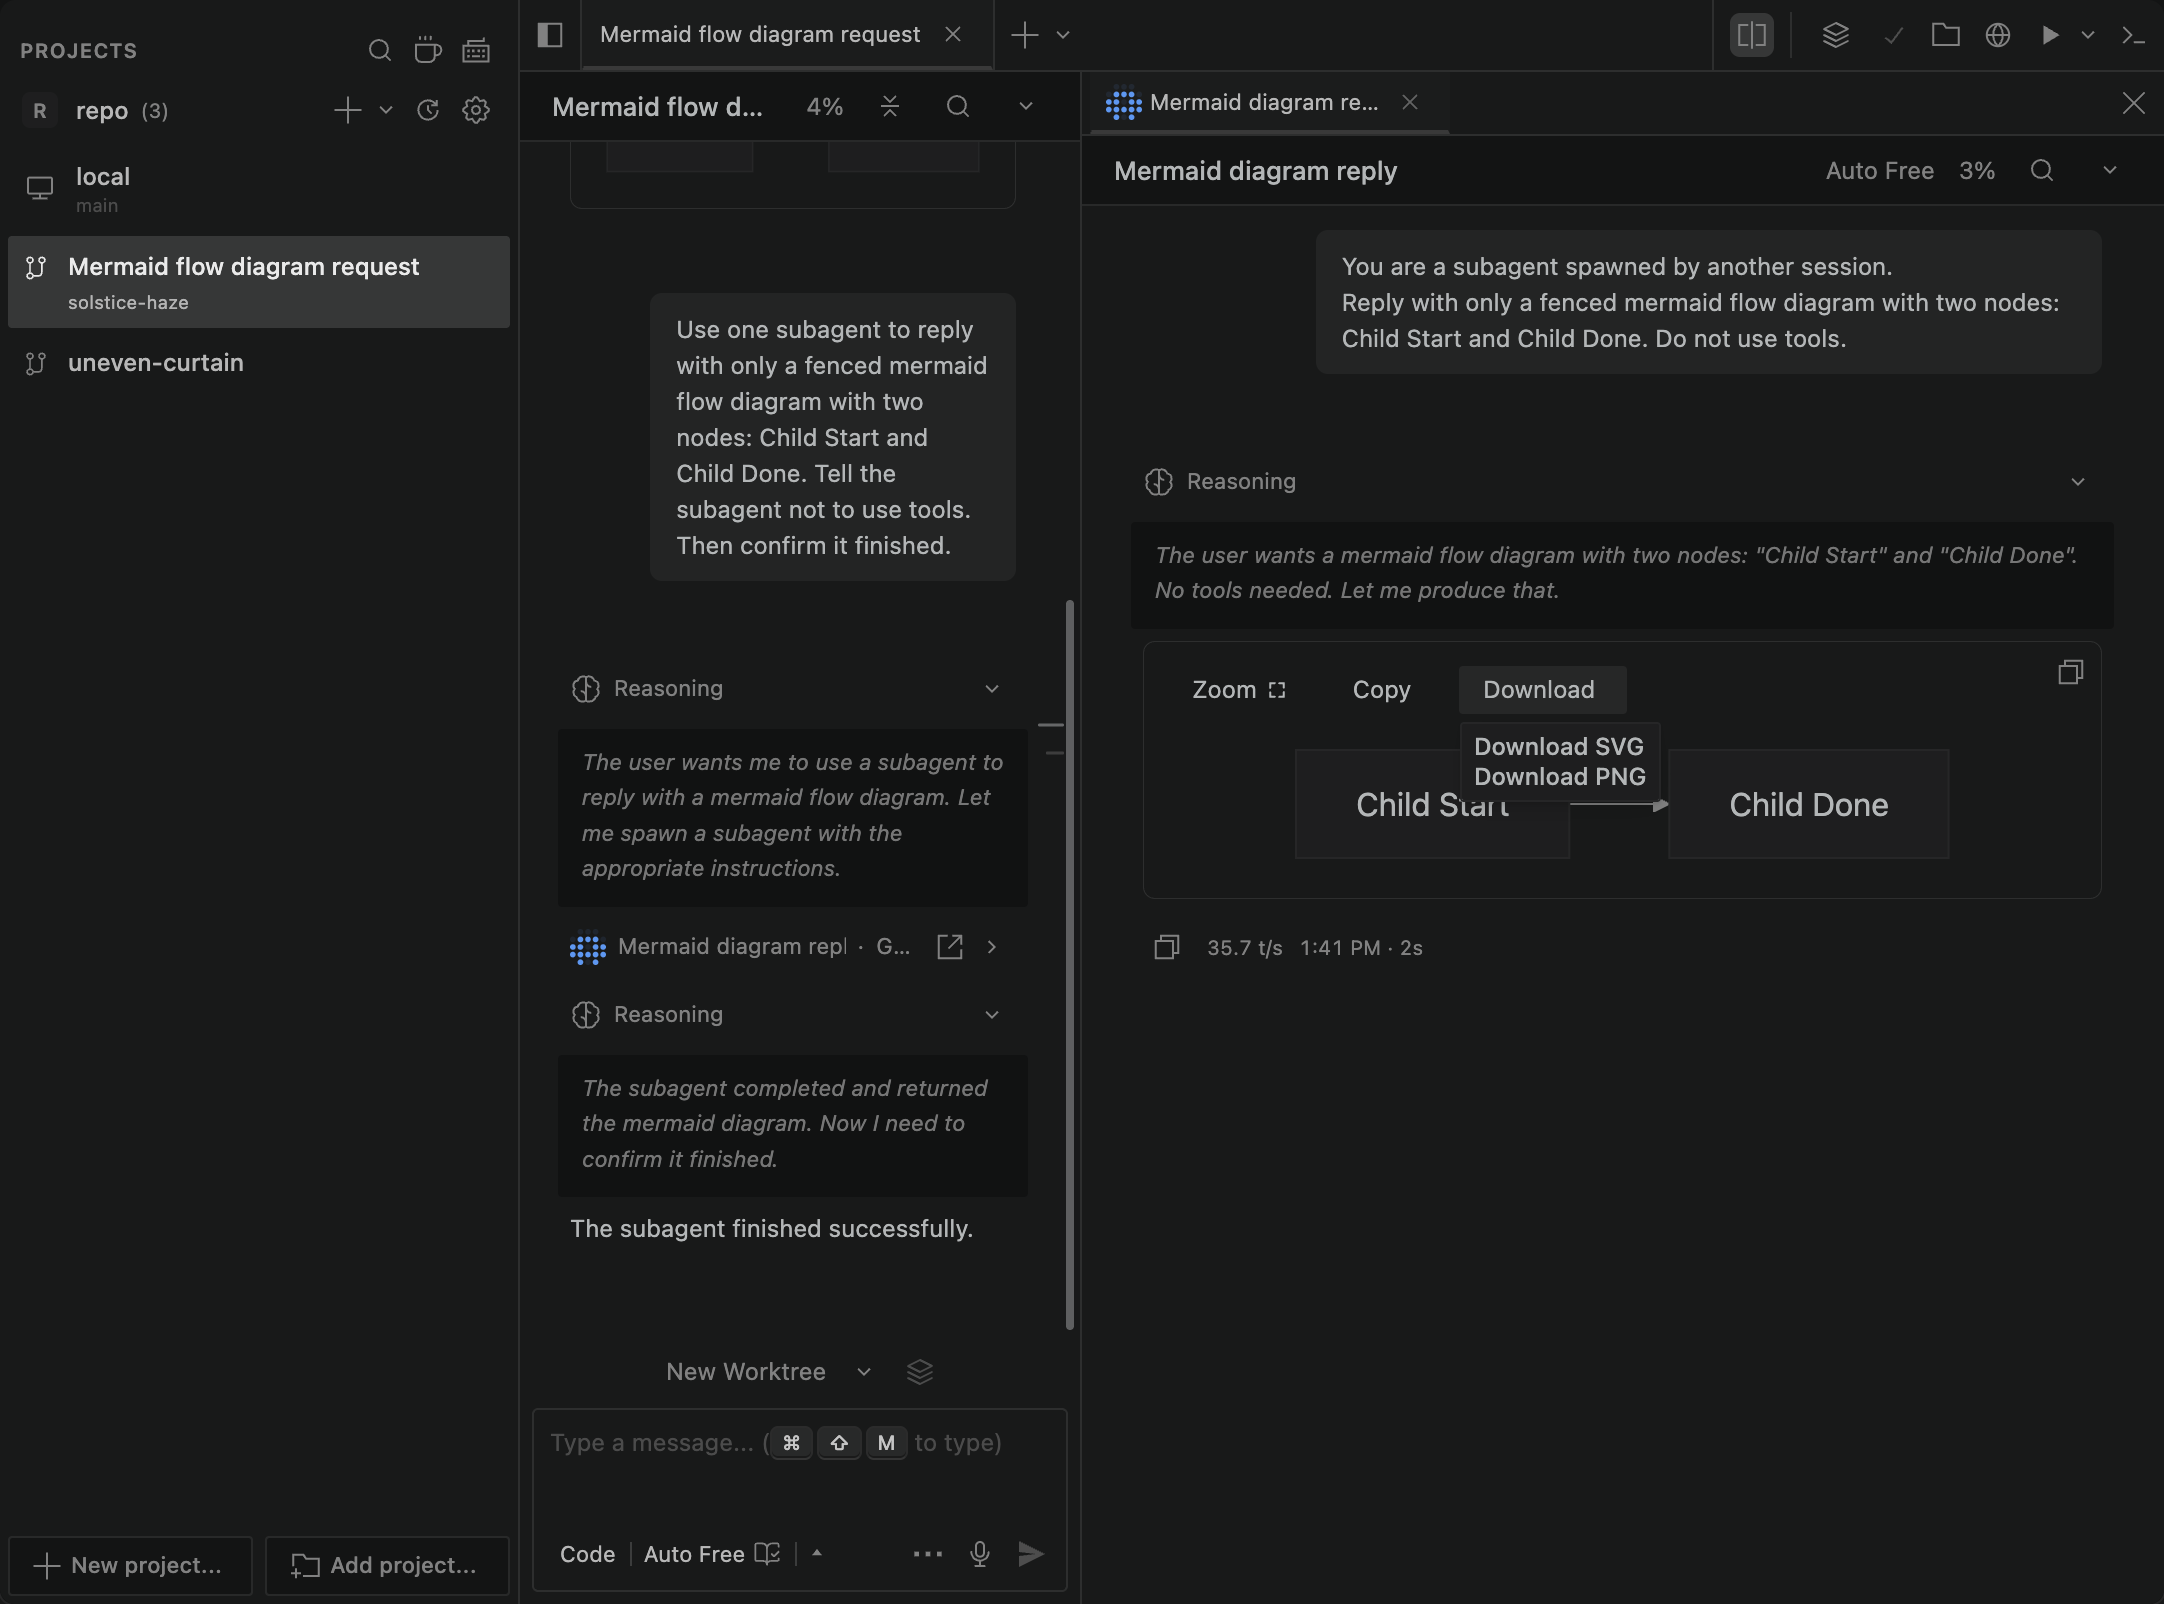 PROJECTS
R repo (3)
local
main
Mermaid flow diagram request
solstice-haze
uneven-curtain
New project...
Add project...
Mermaid flow diagram request
Mermaid flow d... 4%
Use one subagent to reply
with only a fenced mermaid
flow diagram with two
nodes: Child Start and
Child Done. Tell the
subagent not to use tools.
Then confirm it finished.
Reasoning
The user wants me to use a subagent to
reply with a mermaid flow diagram. Let
me spawn a subagent with the
appropriate instructions.
Mermaid diagram repl · G...
Reasoning
The subagent completed and returned
the mermaid diagram. Now I need to
confirm it finished.
The subagent finished successfully.
New Worktree
Type a message... (⌘ ⇧ M to type)
Code Auto Free
Mermaid diagram re...
Mermaid diagram reply Auto Free 3%
You are a subagent spawned by another session.
Reply with only a fenced mermaid flow diagram with two nodes:
Child Start and Child Done. Do not use tools.
Reasoning
The user wants a mermaid flow diagram with two nodes: "Child Start" and "Child Done".
No tools needed. Let me produce that.
Zoom Copy Download
Download SVG
Download PNG
Child Start Child Done
35.7 t/s 1:41 PM · 2s